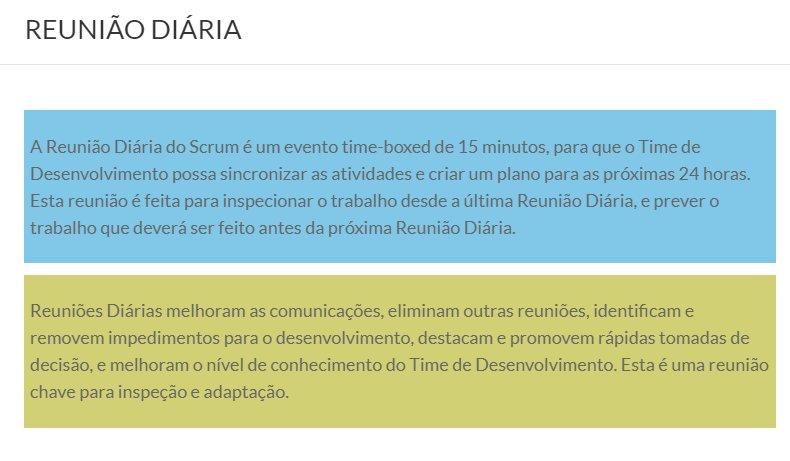 REUNIÃO DIÁRIA
A Reunião Diária do Scrum é um evento time-boxed de 15 minutos, para que o Time de
Desenvolvimento possa sincronizar as atividades e criar um plano para as próximas 24 horas.
Esta reunião é feita para inspecionar o trabalho desde a última Reunião Diária, e prever o
trabalho que deverá ser feito antes da próxima Reunião Diária.
Reuniões Diárias melhoram as comunicações, eliminam outras reuniões, identificam e
removem impedimentos para o desenvolvimento, destacam e promovem rápidas tomadas de
decisão, e melhoram o nível de conhecimento do Time de Desenvolvimento. Esta é uma reunião
chave para inspeção e adaptação.